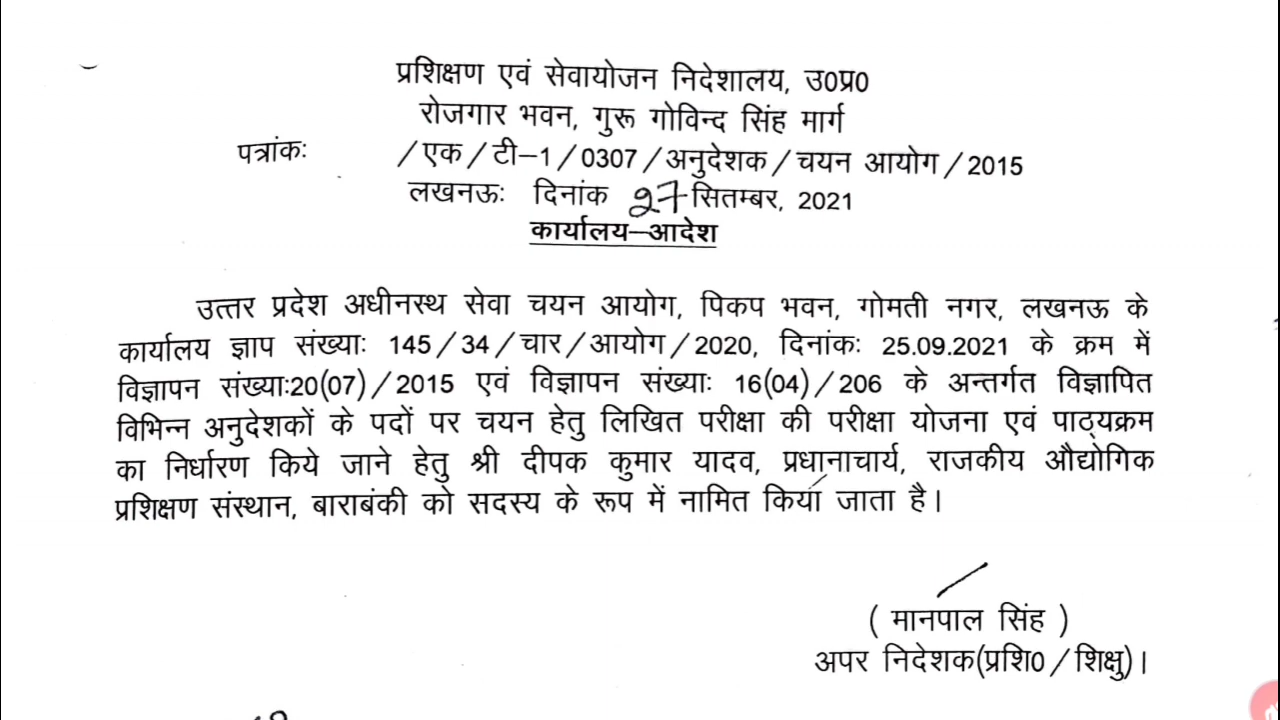 प्रशिक्षण एवं सेवायोजन निदेशालय, उ0प्र0
रोजगार भवन, गुरू गोविन्द सिंह मार्ग
पत्रांकः /एक/टी–1/0307/अनुदेशक/चयन आयोग/2015
लखनऊः दिनांक 27 सितम्बर, 2021
कार्यालय–आदेश
उत्तर प्रदेश अधीनस्थ सेवा चयन आयोग, पिकप भवन, गोमती नगर, लखनऊ के
कार्यालय ज्ञाप संख्याः 145/34/चार/आयोग/2020, दिनांकः 25.09.2021 के क्रम में
विज्ञापन संख्याः20(07)/2015 एवं विज्ञापन संख्याः 16(04)/206 के अन्तर्गत विज्ञापित
विभिन्न अनुदेशकों के पदों पर चयन हेतु लिखित परीक्षा की परीक्षा योजना एवं पाठ्यक्रम
का निर्धारण किये जाने हेतु श्री दीपक कुमार यादव, प्रधानाचार्य, राजकीय औद्योगिक
प्रशिक्षण संस्थान, बाराबंकी को सदस्य के रूप में नामित किया जाता है।
( मानपाल सिंह )
अपर निदेशक(प्रशि0/शिक्षु)।